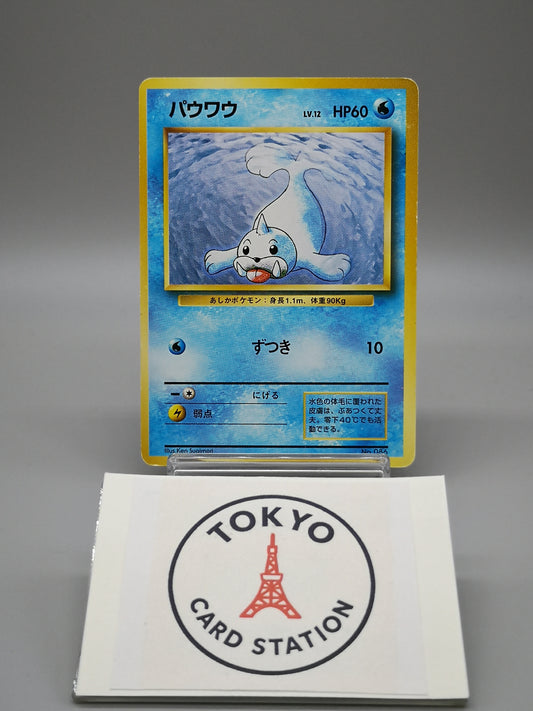 パウワウ LV.12 HP60
あしかポケモン：身長1.1m、体重90Kg
ずつき 10
にげる
弱点
水色の体毛に覆われた
皮膚は、ぶあつくて丈
夫。零下40℃でも活
動できる。
Illus.Ken Sugimori No.086
TOKYO
CARD STATION